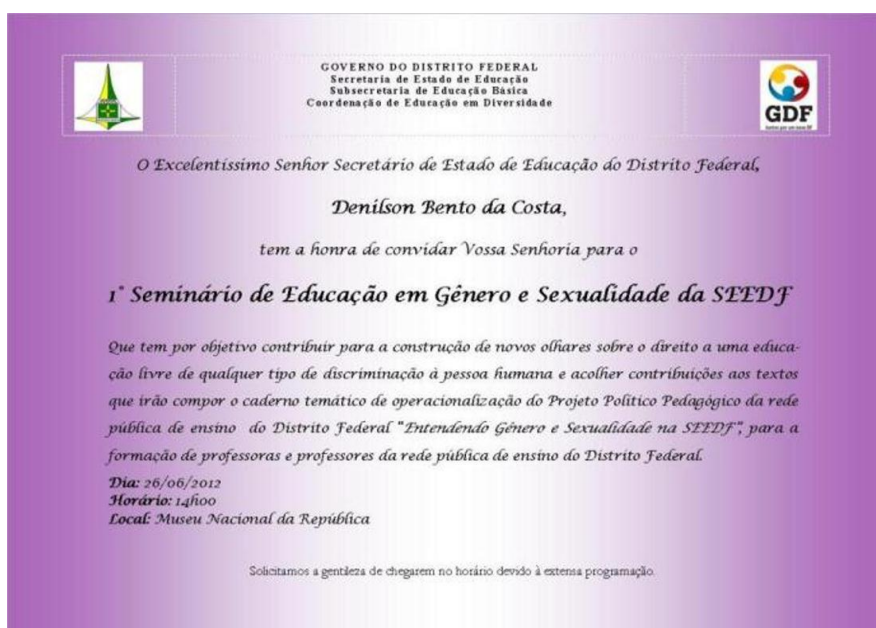 GOVERNO DO DISTRITO FEDERAL
Secretaria de Estado de Educação
Subsecretaria de Educação Básica
Coordenação de Educação em Diversidade
GDF
O Excelentíssimo Senhor Secretário de Estado de Educação do Distrito Federal,
Denilson Bento da Costa,
tem a honra de convidar Vossa Senhoria para o
1° Seminário de Educação em Gênero e Sexualidade da SEEDF
Que tem por objetivo contribuir para a construção de novos olhares sobre o direito a uma educa-
ção livre de qualquer tipo de discriminação à pessoa humana e acolher contribuições aos textos
que irão compor o caderno temático de operacionalização do Projeto Político Pedagógico da rede
pública de ensino do Distrito Federal "Entendendo Gênero e Sexualidade na SEEDF", para a
formação de professoras e professores da rede pública de ensino do Distrito Federal.
Dia: 26/06/2012
Horário: 14h00
Local: Museu Nacional da República
Solicitamos a gentileza de chegarem no horário devido à extensa programação.